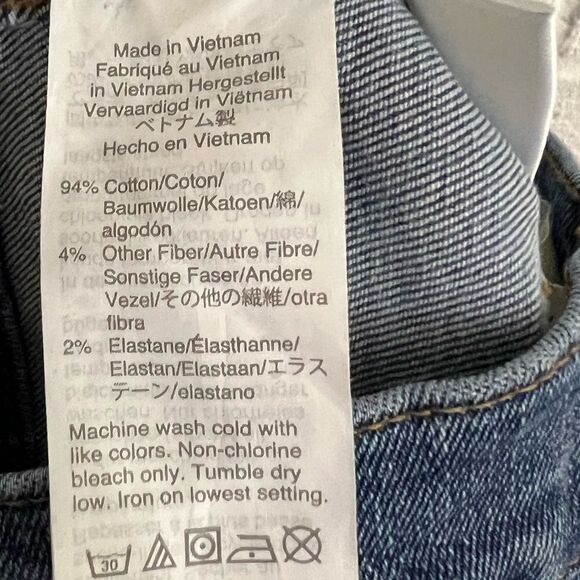 Made in Vietnam
Fabriqué au Vietnam
in Vietnam Hergestellt
Vervaardigd in Viëtnam
ベトナム製
Hecho en Vietnam
94% Cotton/Coton/
Baumwolle/Katoen/綿/
algodón
4% Other Fiber/Autre Fibre/
Sonstige Faser/Andere
Vezel/その他の繊維/otra
fibra
2% Elastane/Élasthanne/
Elastan/Elastaan/エラス
テーン/elastano
Machine wash cold with
like colors. Non-chlorine
bleach only. Tumble dry
low. Iron on lowest setting.
30